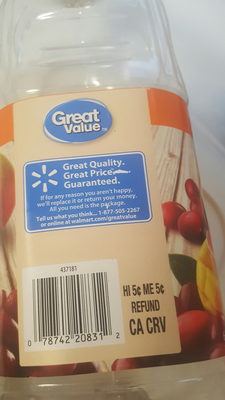 Great
Value™
Great Quality.
Great Price.
Guaranteed.
If for any reason you aren't happy,
we'll replace it or return your money.
All you need is the package.
Tell us what you think... 1-877-505-2267
or online at walmart.com/greatvalue
437181
HI 5¢ ME 5¢
REFUND
CA CRV
0 78742 20831 2